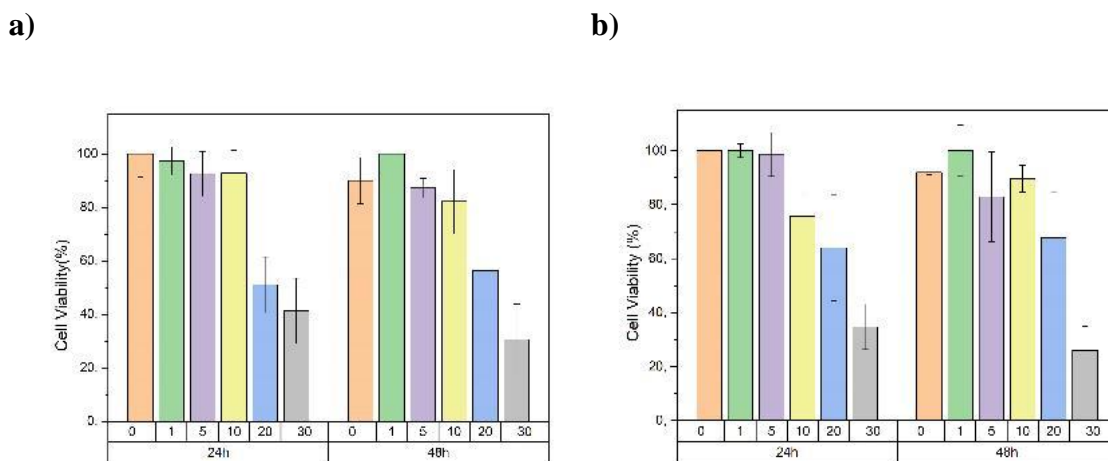 a)
b)
Cell Viability(%)
100
80.
60.
40.
20.
0.
0 1 5 10 20 30 0 1 5 10 20 30
24h 48h
Cell Viability (%)
100
80,
60,
40,
20,
0,
0 1 5 10 20 30 0 1 5 10 20 30
24h 48h